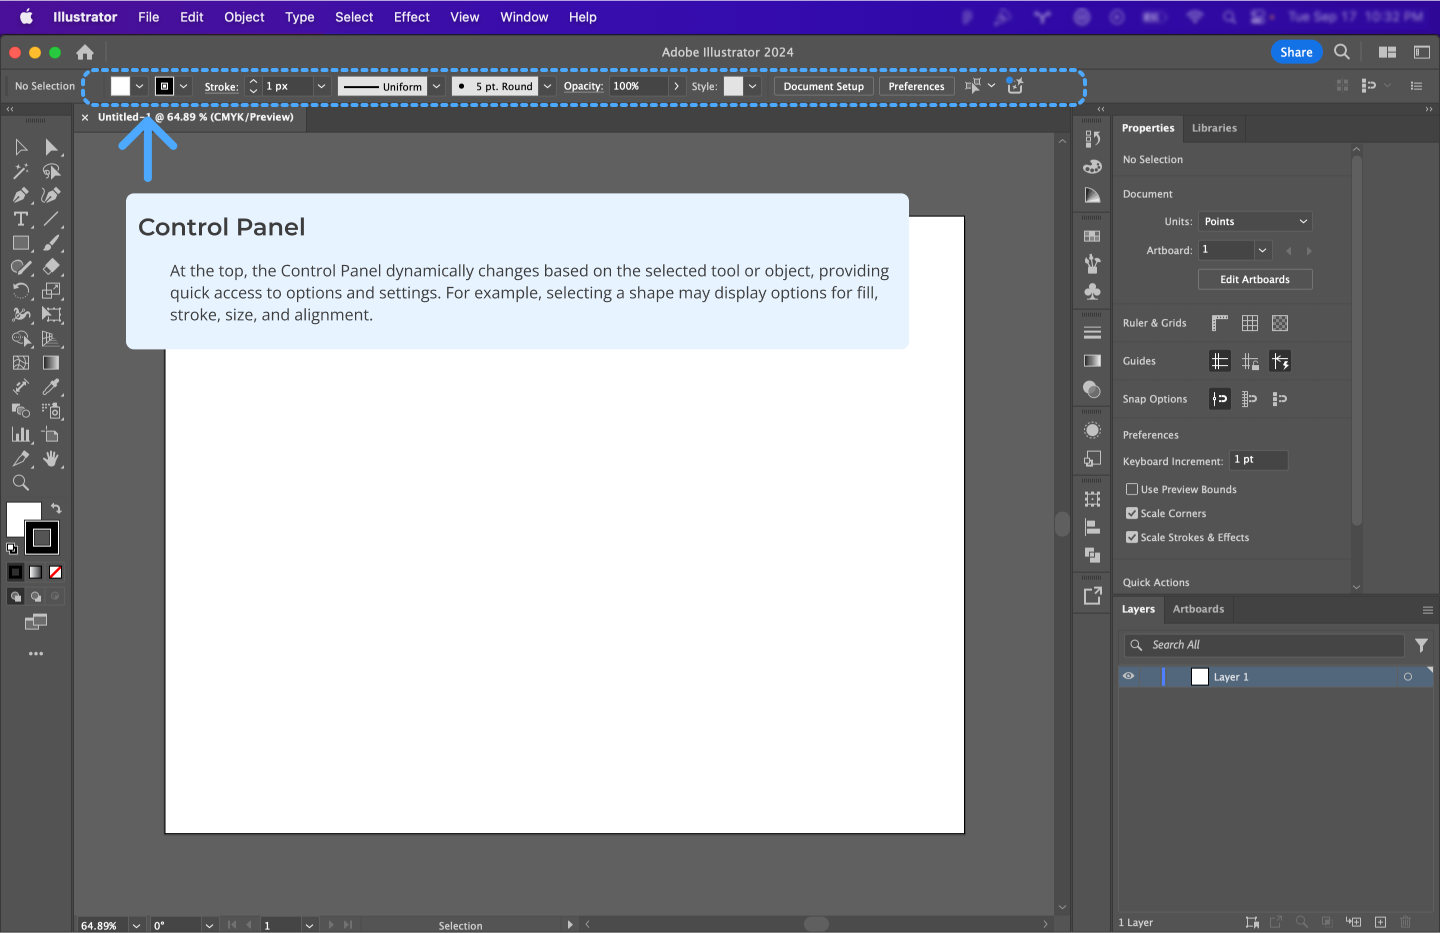 Illustrator File Edit Object Type Select Effect View Window Help Tue Sep 17 10:32 PM
Adobe Illustrator 2024 Share
No Selection Stroke: 1 px Uniform 5 pt. Round Opacity: 100% Style: Document Setup Preferences
× Untitled-1 @ 64.89 % (CMYK/Preview)
Control Panel
At the top, the Control Panel dynamically changes based on the selected tool or object, providing
quick access to options and settings. For example, selecting a shape may display options for fill,
stroke, size, and alignment.
Properties Libraries
No Selection
Document
Units: Points
Artboard: 1
Edit Artboards
Ruler & Grids
Guides
Snap Options
Preferences
Keyboard Increment: 1 pt
Use Preview Bounds
Scale Corners
Scale Strokes & Effects
Quick Actions
Layers Artboards
Search All
Layer 1
1 Layer
64.89% 0° 1 Selection